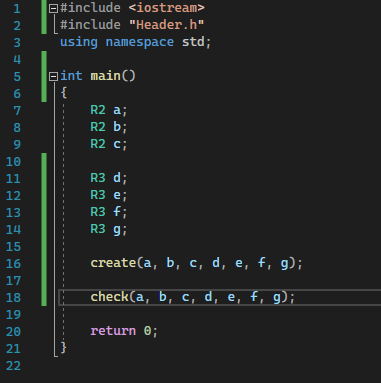 1 #include <iostream>
2 #include "Header.h"
3 using namespace std;
4
5 int main()
6 {
7 R2 a;
8 R2 b;
9 R2 c;
10
11 R3 d;
12 R3 e;
13 R3 f;
14 R3 g;
15
16 create(a, b, c, d, e, f, g);
17
18 check(a, b, c, d, e, f, g);
19
20 return 0;
21 }
22